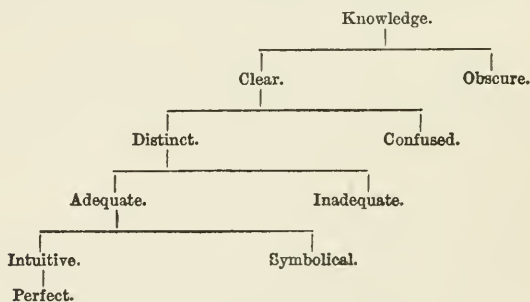 Knowledge.
Clear. Obscure.
Distinct. Confused.
Adequate. Inadequate.
Intuitive. Symbolical.
Perfect.